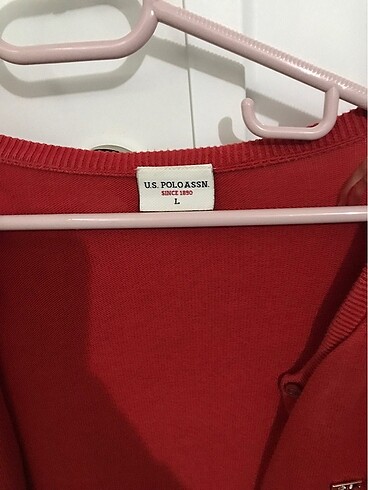 U.S. POLO ASSN.
SINCE 1890
L